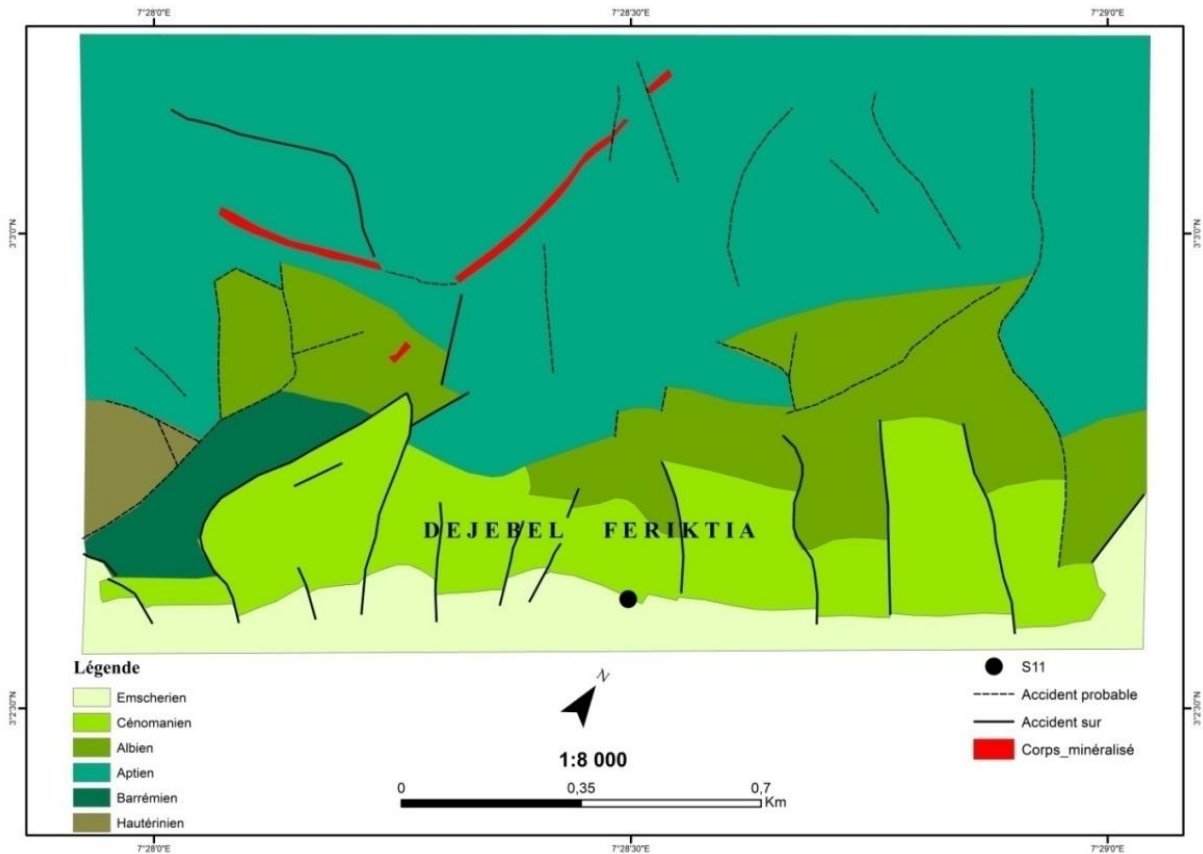 7°28'0"E
7°28'30"E
7°29'0"E
3°3'0"N
3°3'0"N
DEJEBEL FERIKTIA
Légende
Emscherien
Cénomanien
Albien
Aptien
Barrémien
Hautérinien
N
1:8 000
0
0,35
0,7
Km
S11
Accident probable
Accident sur
Corps_minéralisé
3°2'30"N
3°2'30"N
7°28'0"E
7°28'30"E
7°29'0"E